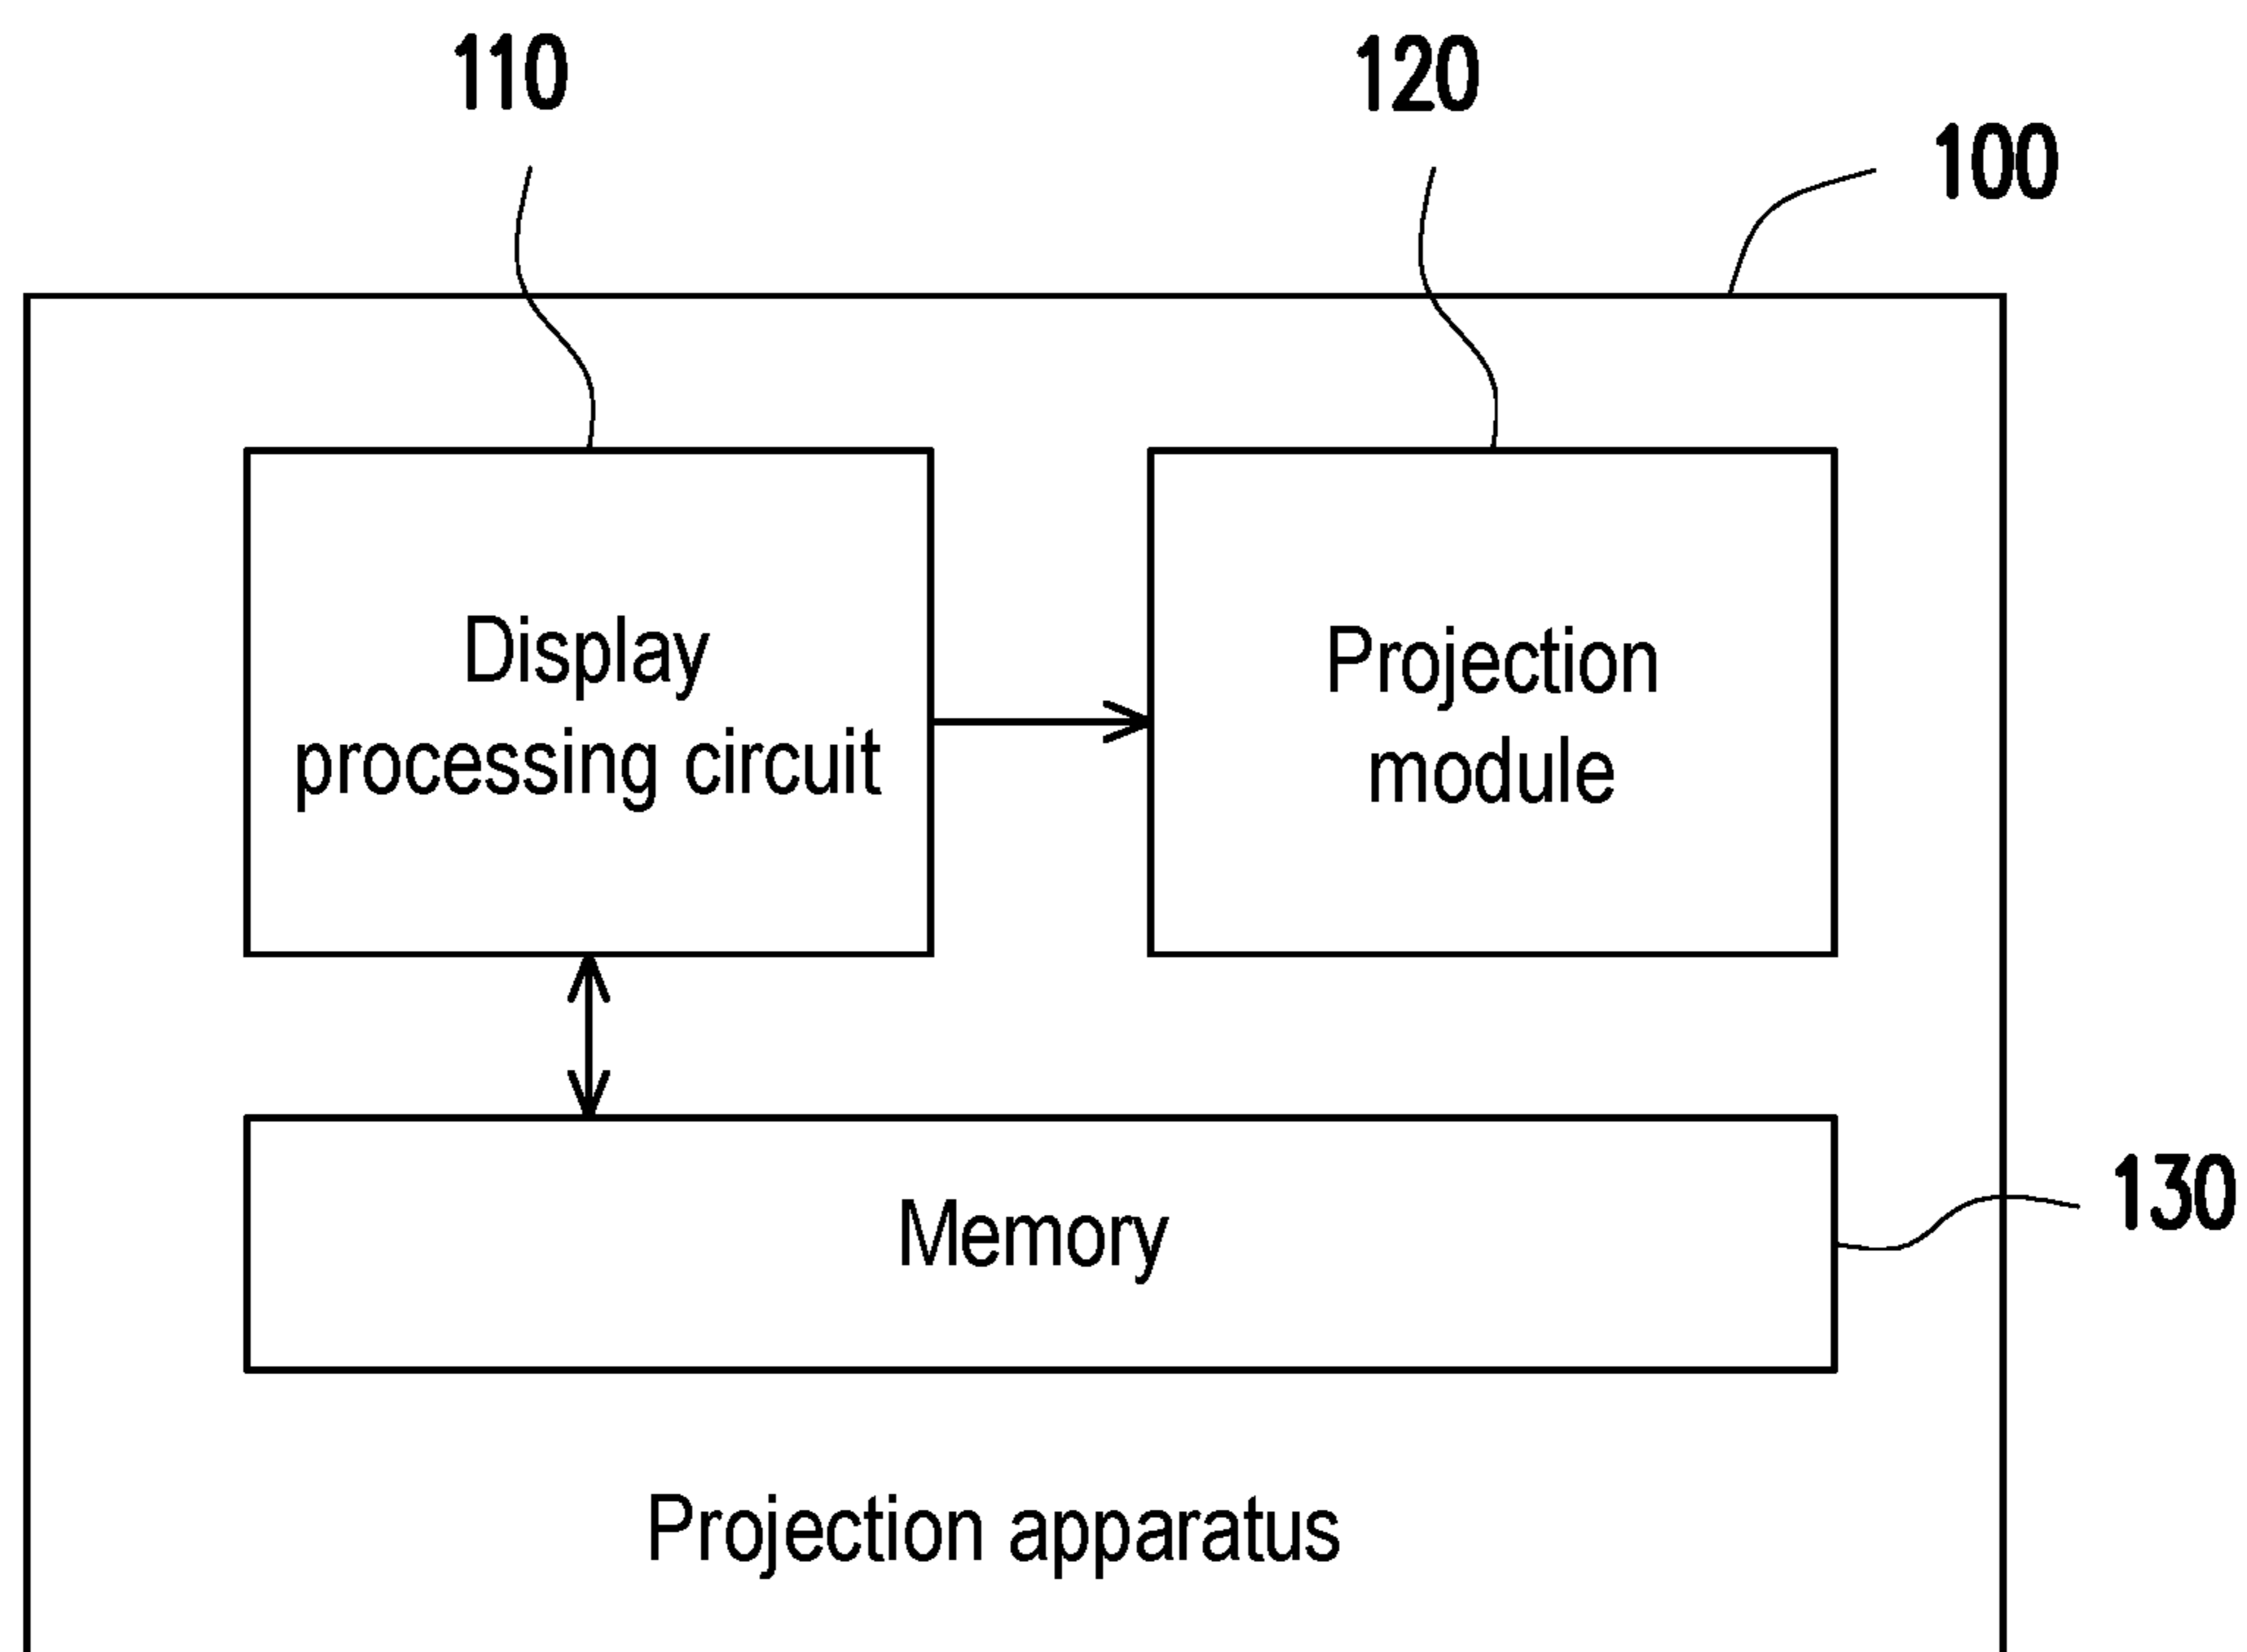 110
120
100
Display
processing circuit
Projection
module
Memory
130
Projection apparatus